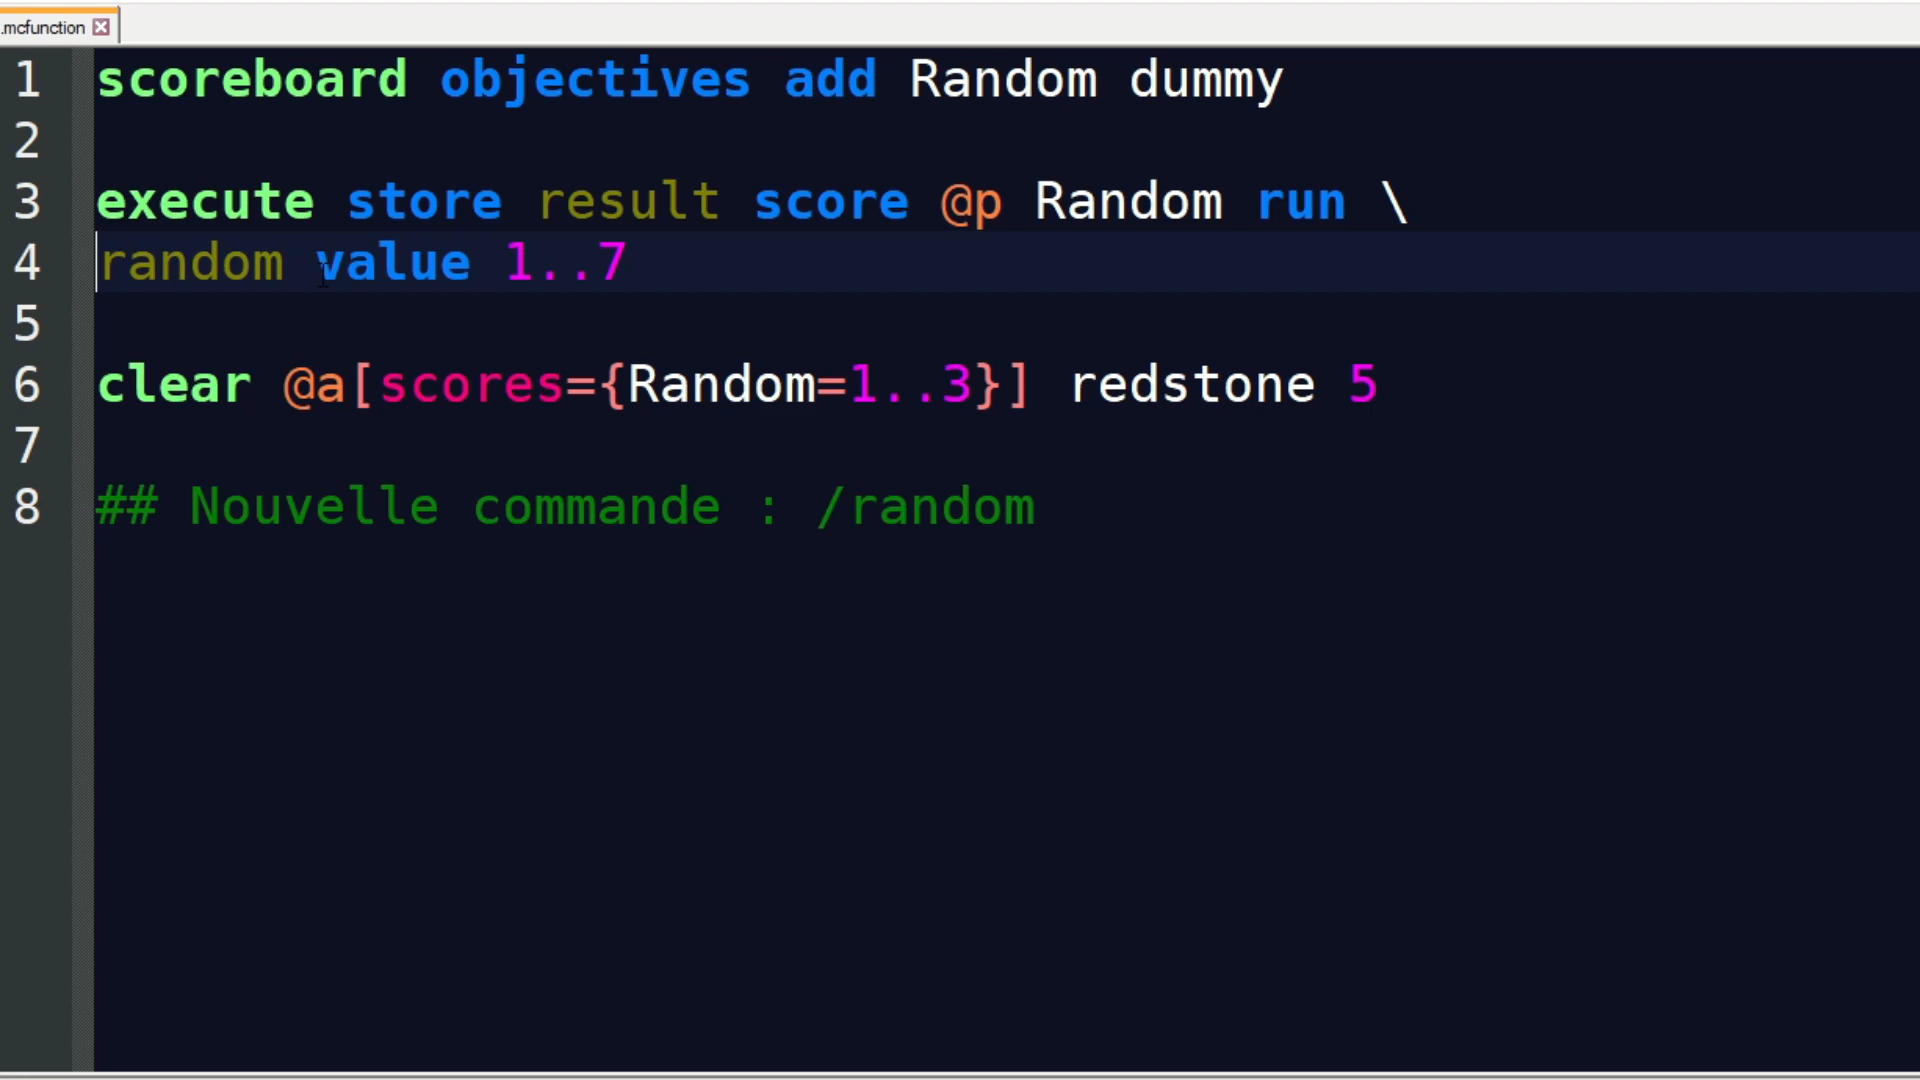 .mcfunction
1 scoreboard objectives add Random dummy
2
3 execute store result score @p Random run \
4 random value 1..7
5
6 clear @a[scores={Random=1..3}] redstone 5
7
8 ## Nouvelle commande : /random